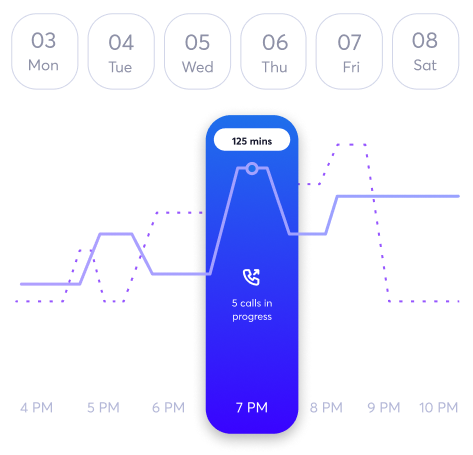 03 04 05 06 07 08
Mon Tue Wed Thu Fri Sat
125 mins
5 calls in
progress
4 PM 5 PM 6 PM 7 PM 8 PM 9 PM 10 PM